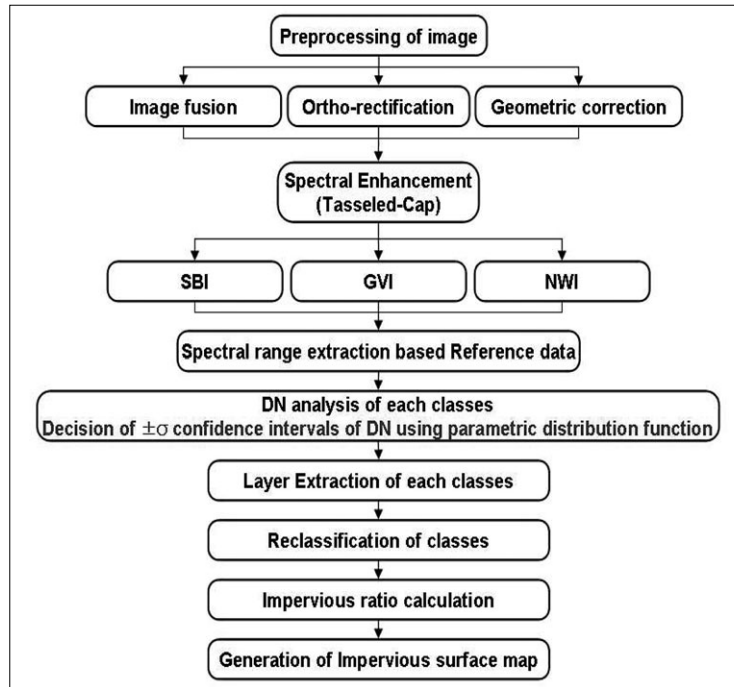 Preprocessing of image
Image fusion
Ortho-rectification
Geometric correction
Spectral Enhancement
(Tasseled-Cap)
SBI
GVI
NWI
Spectral range extraction based Reference data
DN analysis of each classes
Decision of ±σ confidence intervals of DN using parametric distribution function
Layer Extraction of each classes
Reclassification of classes
Impervious ratio calculation
Generation of Impervious surface map